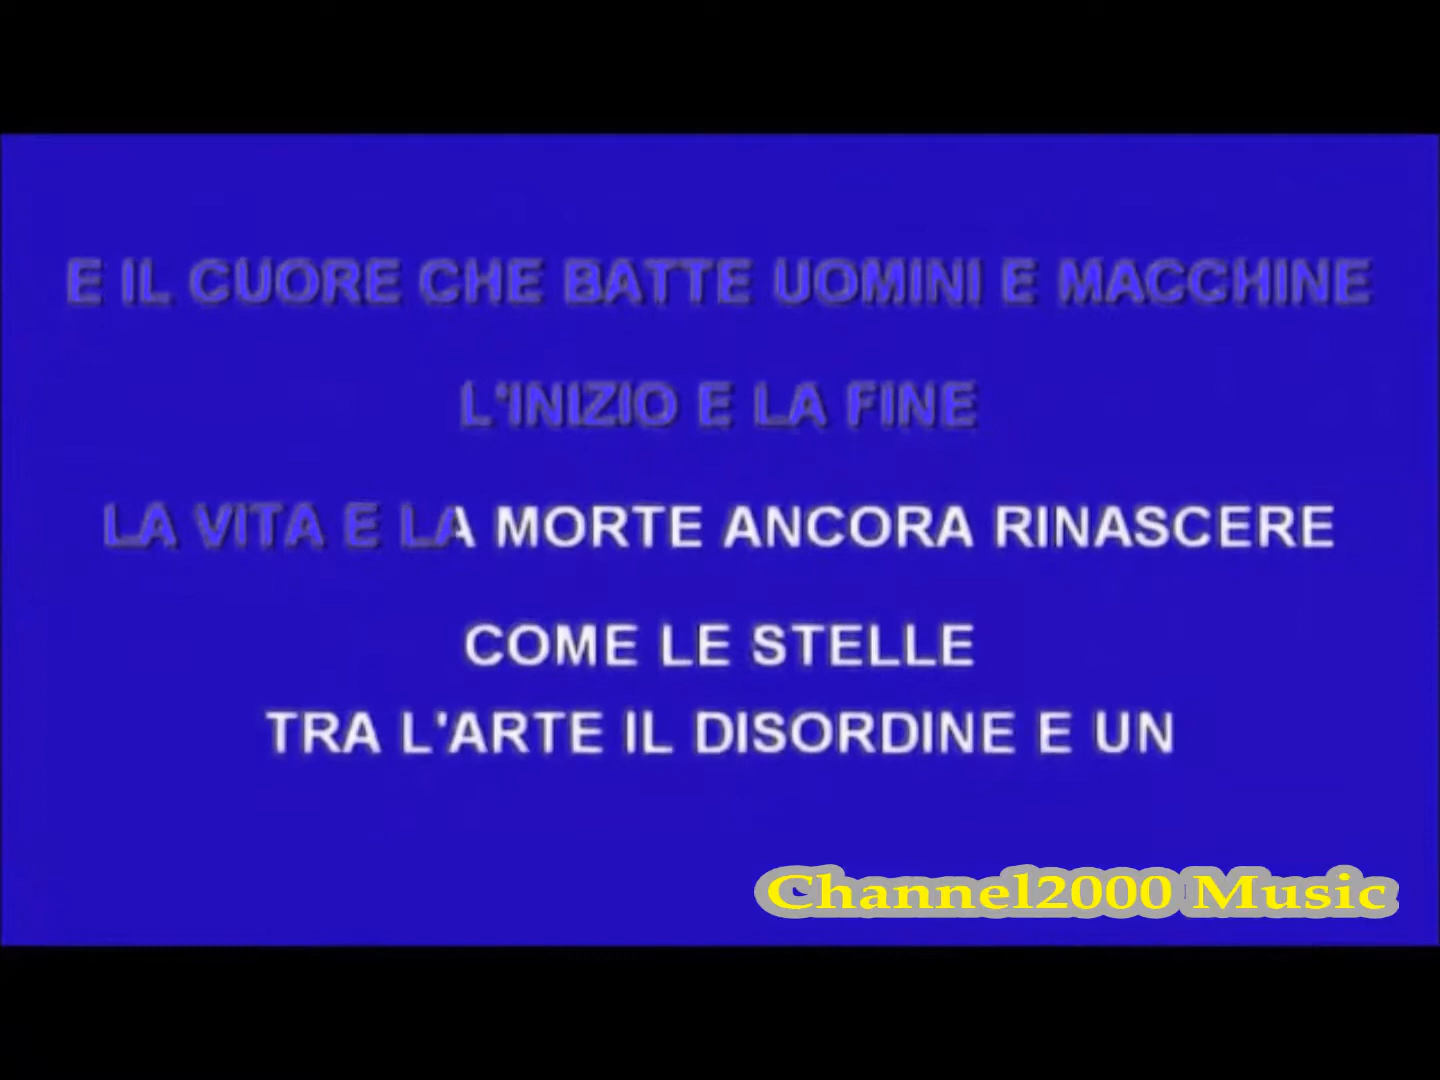 E IL CUORE CHE BATTE UOMINI E MACCHINE
L'INIZIO E LA FINE
LA VITA E LA MORTE ANCORA RINASCERE
COME LE STELLE
TRA L'ARTE IL DISORDINE E UN
Channel2000 Music